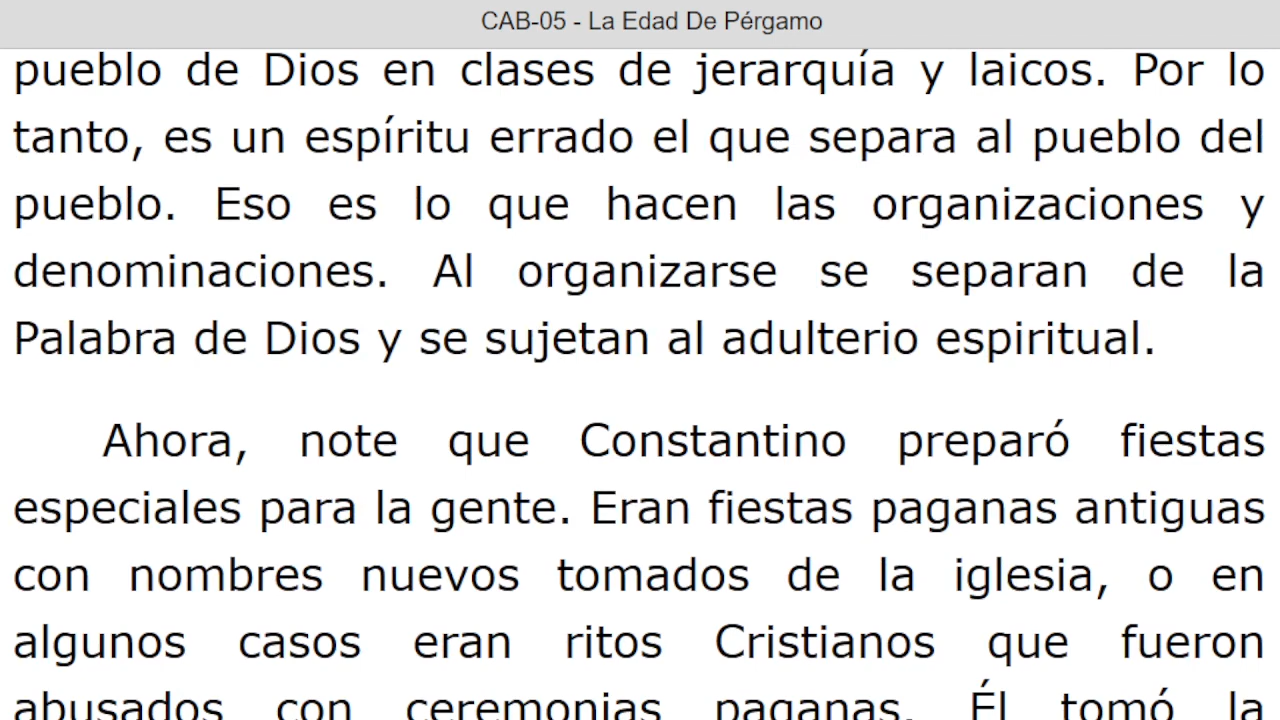 CAB-05 - La Edad De Pérgamo
pueblo de Dios en clases de jerarquía y laicos. Por lo
tanto, es un espíritu errado el que separa al pueblo del
pueblo. Eso es lo que hacen las organizaciones y
denominaciones. Al organizarse se separan de la
Palabra de Dios y se sujetan al adulterio espiritual.
Ahora, note que Constantino preparó fiestas
especiales para la gente. Eran fiestas paganas antiguas
con nombres nuevos tomados de la iglesia, o en
algunos casos eran ritos Cristianos que fueron
abusados con ceremonias paganas. Él tomó la